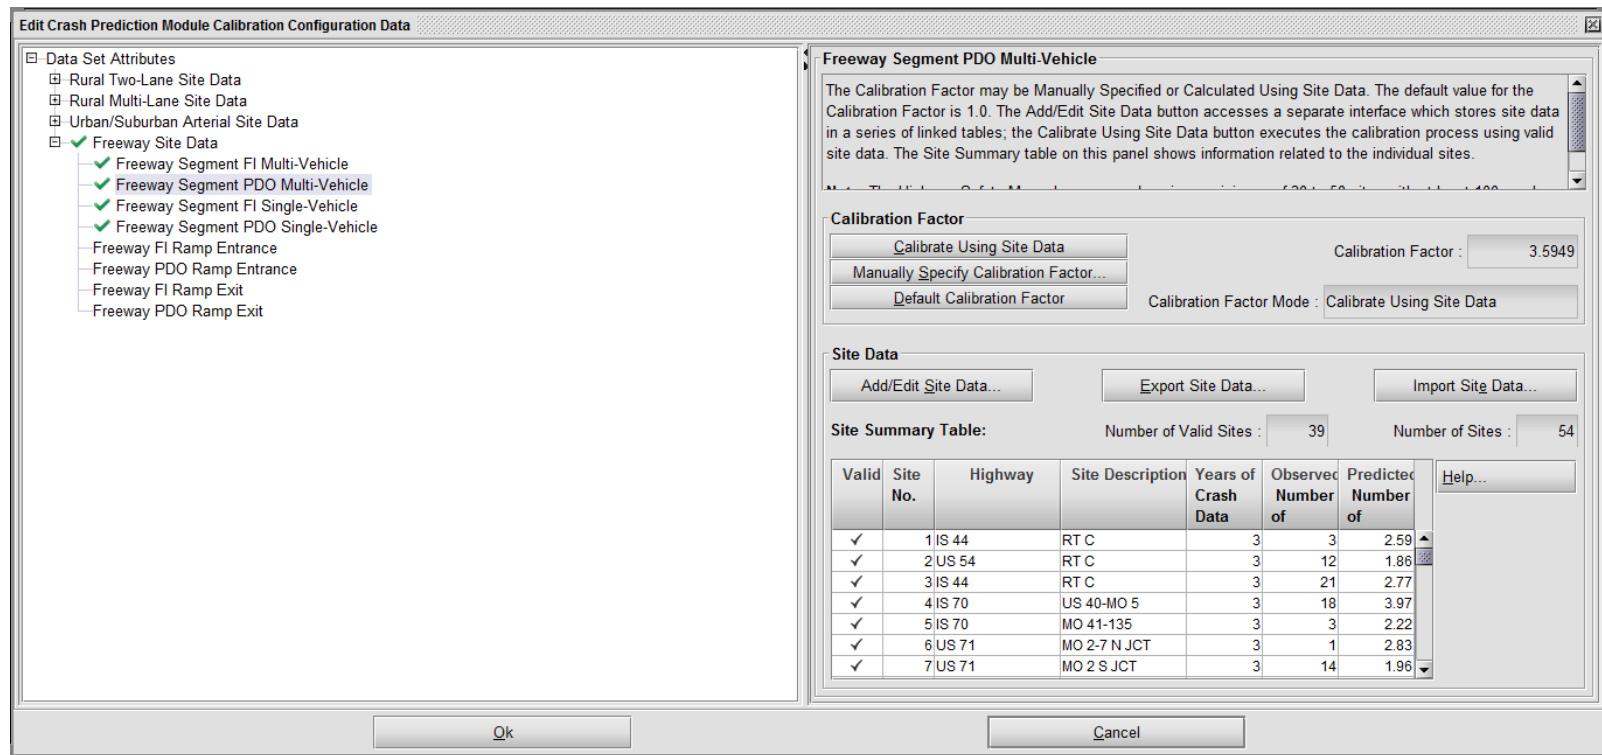 Edit Crash Prediction Module Calibration Configuration Data
Data Set Attributes
Rural Two-Lane Site Data
Rural Multi-Lane Site Data
Urban/Suburban Arterial Site Data
Freeway Site Data
Freeway Segment FI Multi-Vehicle
Freeway Segment PDO Multi-Vehicle
Freeway Segment FI Single-Vehicle
Freeway Segment PDO Single-Vehicle
Freeway FI Ramp Entrance
Freeway PDO Ramp Entrance
Freeway FI Ramp Exit
Freeway PDO Ramp Exit
Freeway Segment PDO Multi-Vehicle
The Calibration Factor may be Manually Specified or Calculated Using Site Data. The default value for the
Calibration Factor is 1.0. The Add/Edit Site Data button accesses a separate interface which stores site data
in a series of linked tables; the Calibrate Using Site Data button executes the calibration process using valid
site data. The Site Summary table on this panel shows information related to the individual sites.
Calibration Factor
Calibrate Using Site Data
Calibration Factor : 3.5949
Manually Specify Calibration Factor...
Default Calibration Factor
Calibration Factor Mode : Calibrate Using Site Data
Site Data
Add/Edit Site Data... Export Site Data... Import Site Data...
Site Summary Table: Number of Valid Sites : 39 Number of Sites : 54
Valid Site Highway Site Description Years of Observed Predicted Help...
No. Crash Number Number
Data of of
✓ 1 IS 44 RT C 3 3 2.59
✓ 2 US 54 RT C 3 12 1.86
✓ 3 IS 44 RT C 3 21 2.77
✓ 4 IS 70 US 40-MO 5 3 18 3.97
✓ 5 IS 70 MO 41-135 3 3 2.22
✓ 6 US 71 MO 2-7 N JCT 3 1 2.83
✓ 7 US 71 MO 2 S JCT 3 14 1.96
Ok Cancel